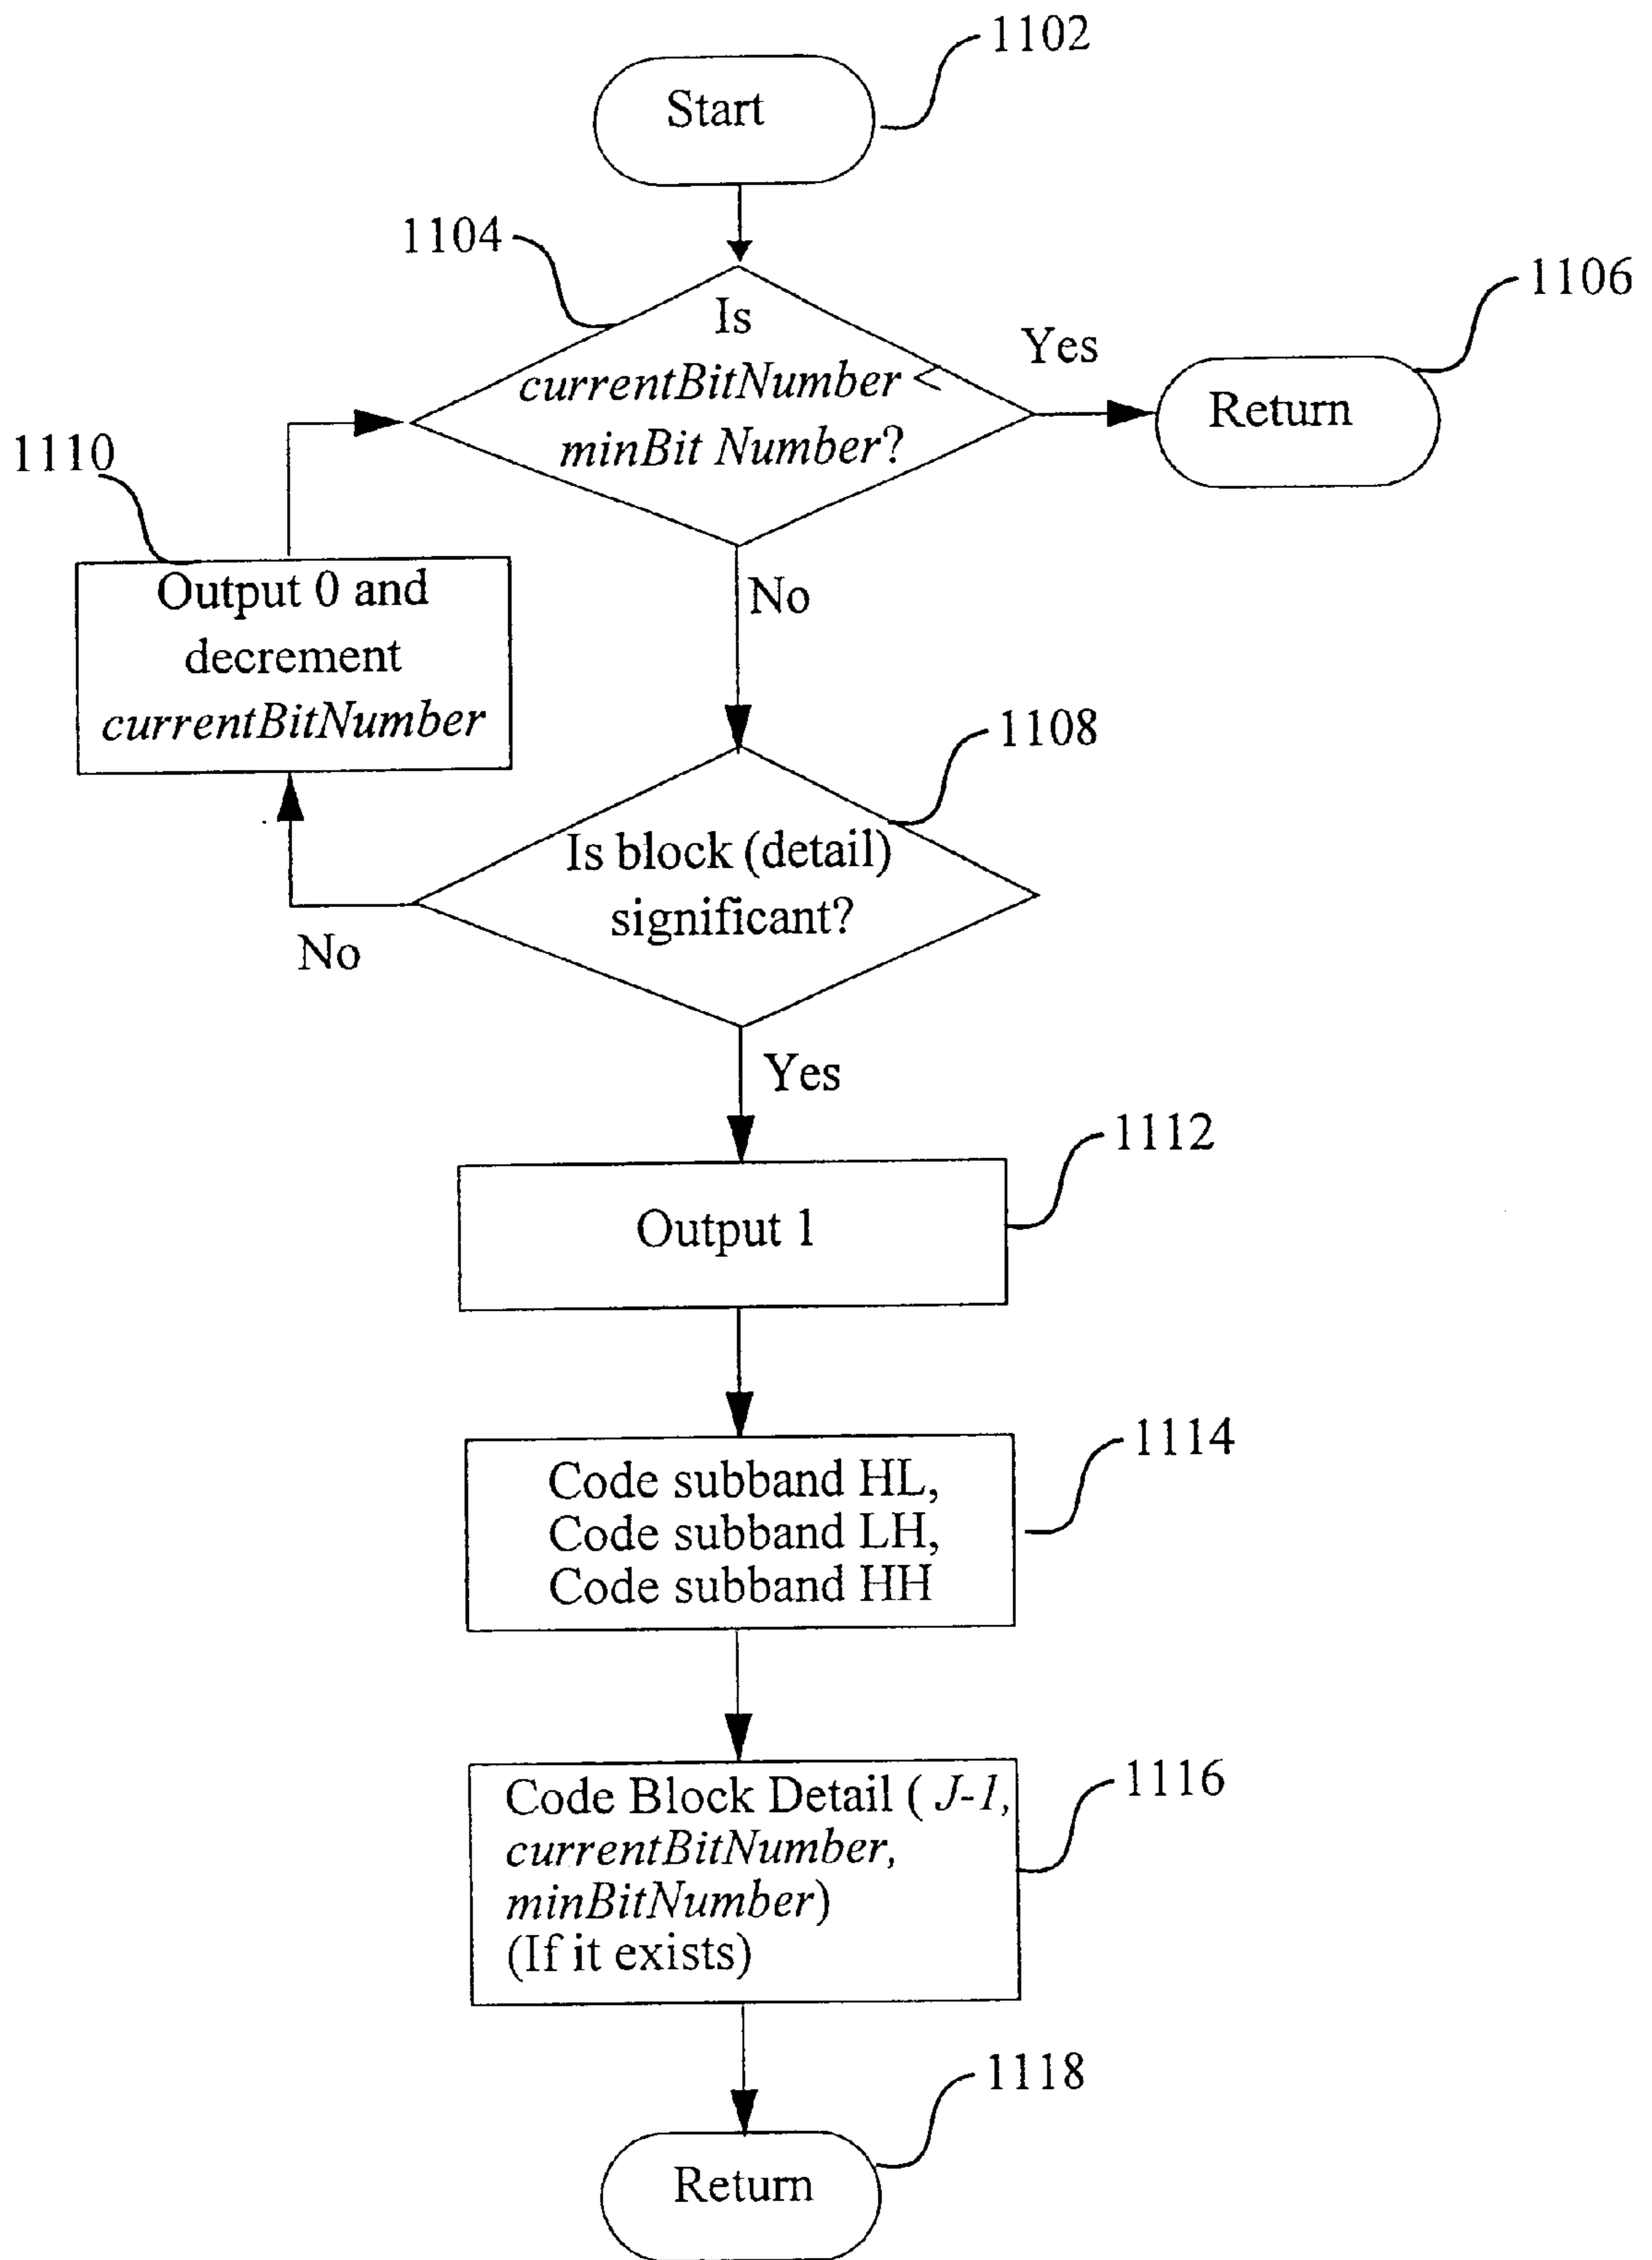 1102
Start
1104
1106
Is
currentBitNumber <
minBit Number?
Yes
Return
1110
Output 0 and
decrement
currentBitNumber
No
1108
Is block (detail)
significant?
No
Yes
1112
Output 1
1114
Code subband HL,
Code subband LH,
Code subband HH
1116
Code Block Detail ( J-1,
currentBitNumber,
minBitNumber)
(If it exists)
1118
Return